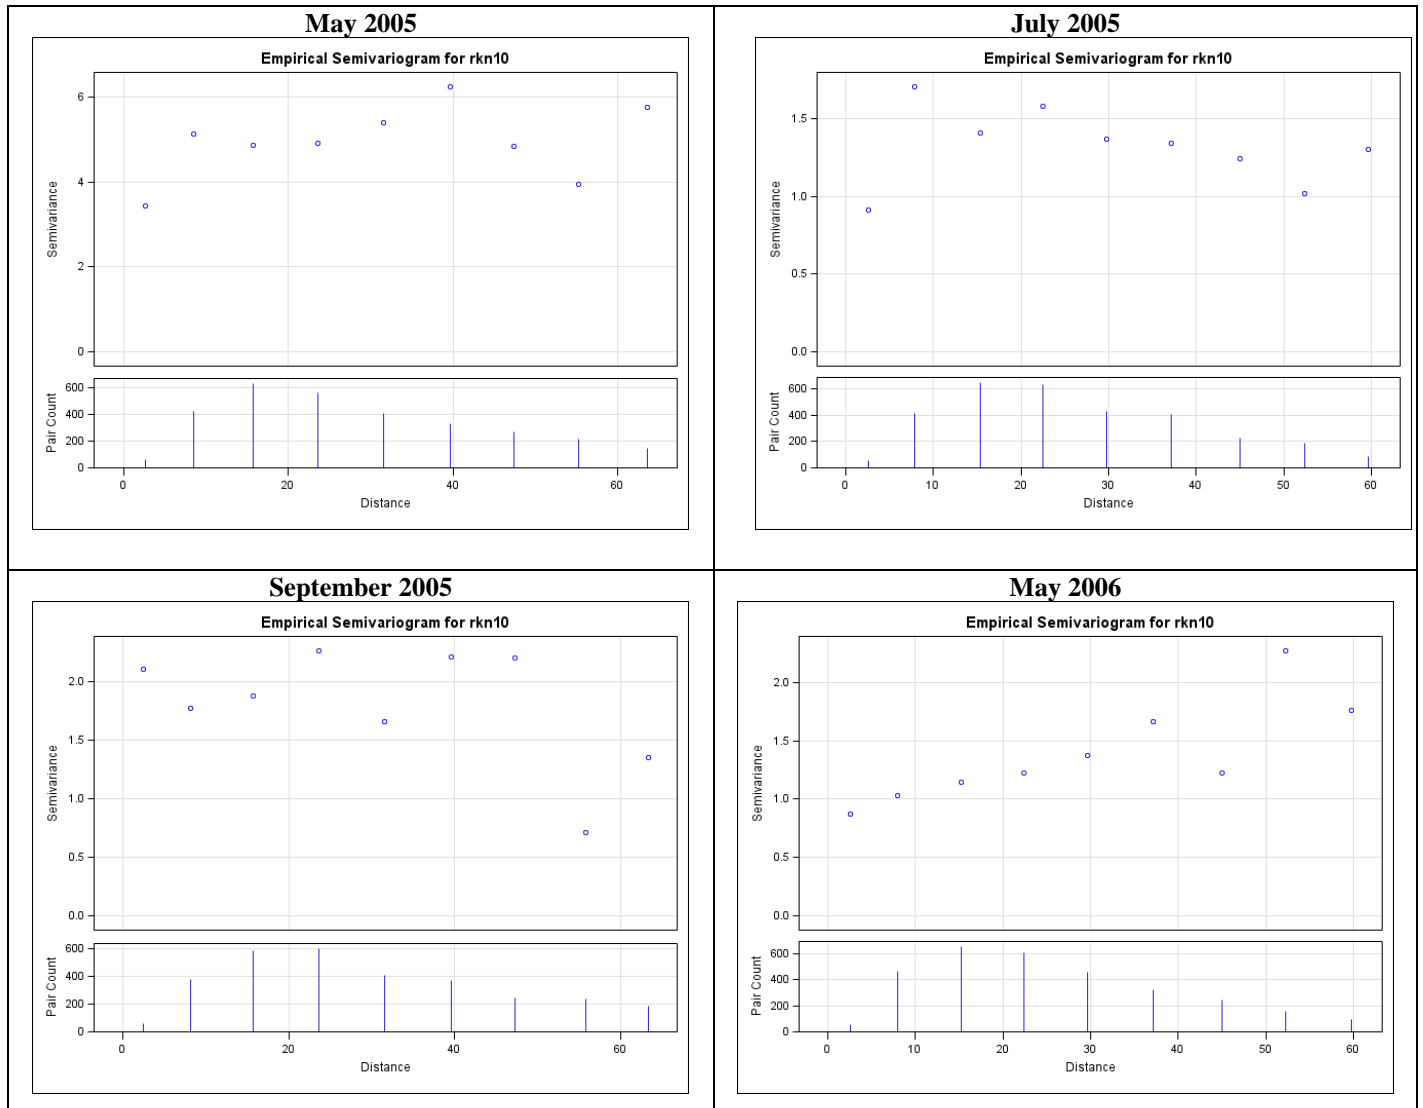 May 2005
Empirical Semivariogram for rkn10
Semivariance
6
4
2
0
Pair Count
600
400
200
0
0 20 40 60
Distance
July 2005
Empirical Semivariogram for rkn10
Semivariance
1.5
1.0
0.5
0.0
Pair Count
600
400
200
0
0 10 20 30 40 50 60
Distance
September 2005
Empirical Semivariogram for rkn10
Semivariance
2.0
1.5
1.0
0.5
0.0
Pair Count
600
400
200
0
0 20 40 60
Distance
May 2006
Empirical Semivariogram for rkn10
Semivariance
2.0
1.5
1.0
0.5
0.0
Pair Count
600
400
200
0
0 10 20 30 40 50 60
Distance